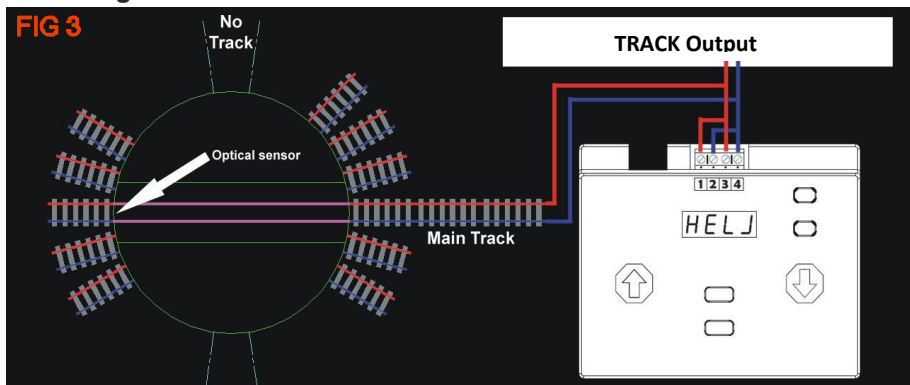 FIG 3
No
Track
TRACK Output
Optical sensor
1 2 3 4
HELJ
Main Track